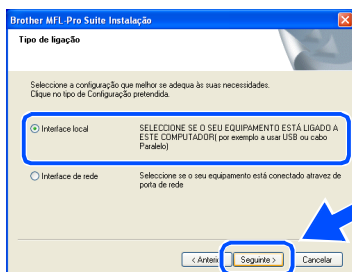 Brother MFL-Pro Suite Instalação
Tipo de ligação
Seleccione a configuração que melhor se adequa às suas necessidades.
Clique no tipo de Configuração pretendida.
Interface local
SELECCIONE SE O SEU EQUIPAMENTO ESTÁ LIGADO A
ESTE COMPUTADOR( por exemplo a usar USB ou cabo
Paralelo)
Interface de rede
Seleccione se o seu equipamento está conectado atravez de
porta de rede
< Anterior
Seguinte >
Cancelar